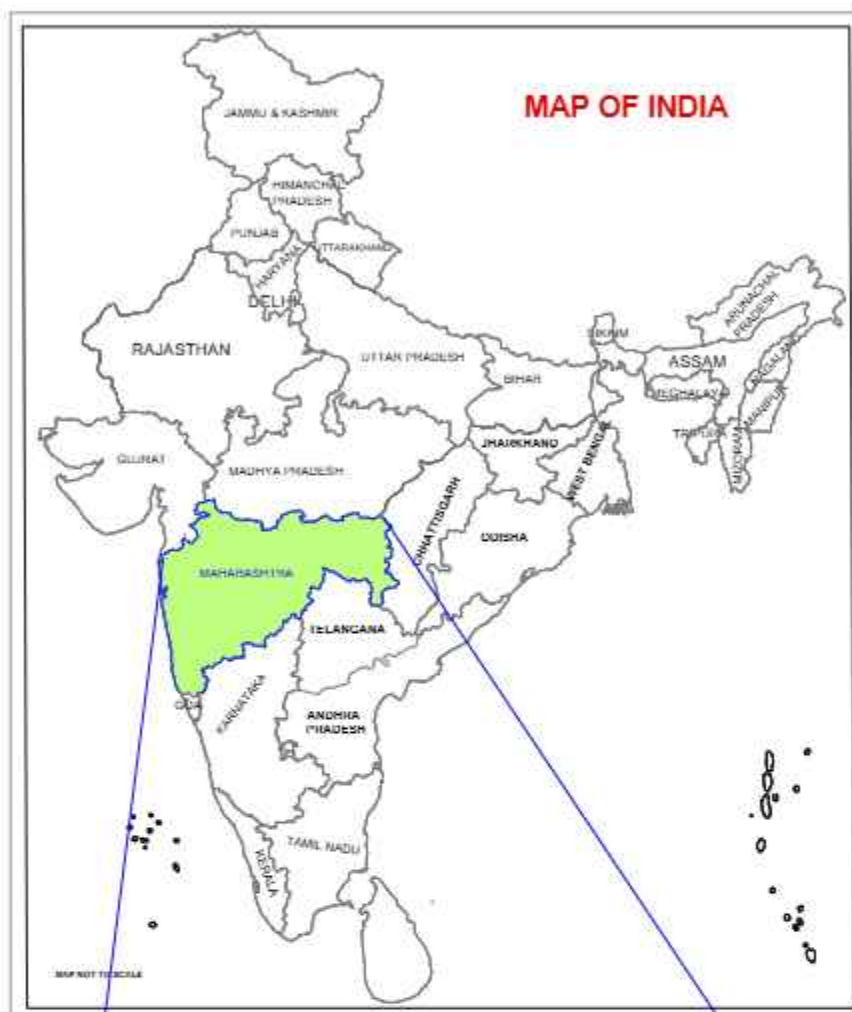 MAP OF INDIA
JAMMU & KASHMIR
HIMANCHAL
PRADESH
PUNJAB
UTTARAKHAND
HARYANA
DELHI
ARUNACHAL
PRADESH
SIKKIM
RAJASTHAN
UTTAR PRADESH
ASSAM
NAGALAND
BIHAR
MEGHALAYA
MANIPUR
JHARKHAND
TRIPURA
MIZORAM
GUJRAT
MADHYA PRADESH
WEST BENGAL
CHHATTISGARH
ODISHA
MAHARASHTRA
TELANGANA
GOA
KARNATAKA
ANDHRA
PRADESH
TAMIL NADU
KERALA
MAP NOT TO SCALE